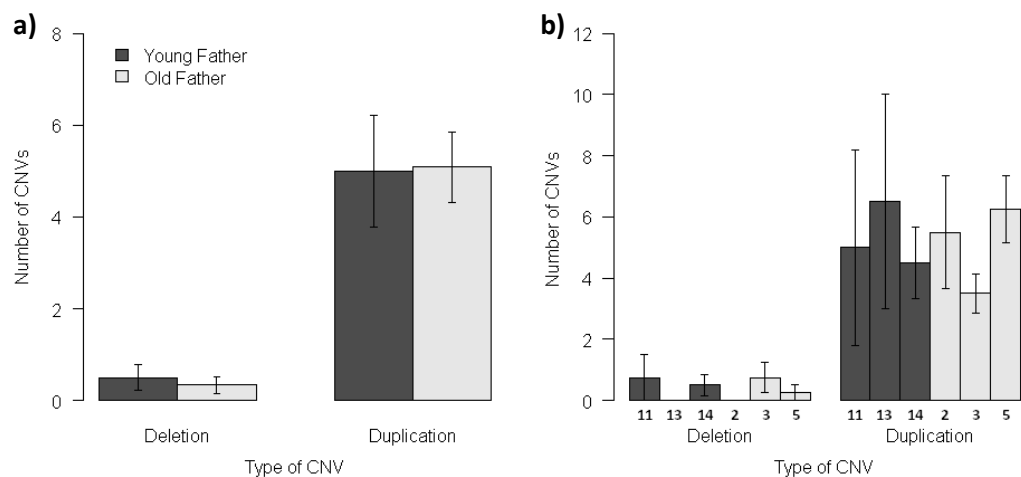 a)
8
6
4
2
0
Number of CNVs
Young Father
Old Father
Deletion
Duplication
Type of CNV
b)
12
10
8
6
4
2
0
Number of CNVs
11 13 14 2 3 5
11 13 14 2 3 5
Deletion
Duplication
Type of CNV